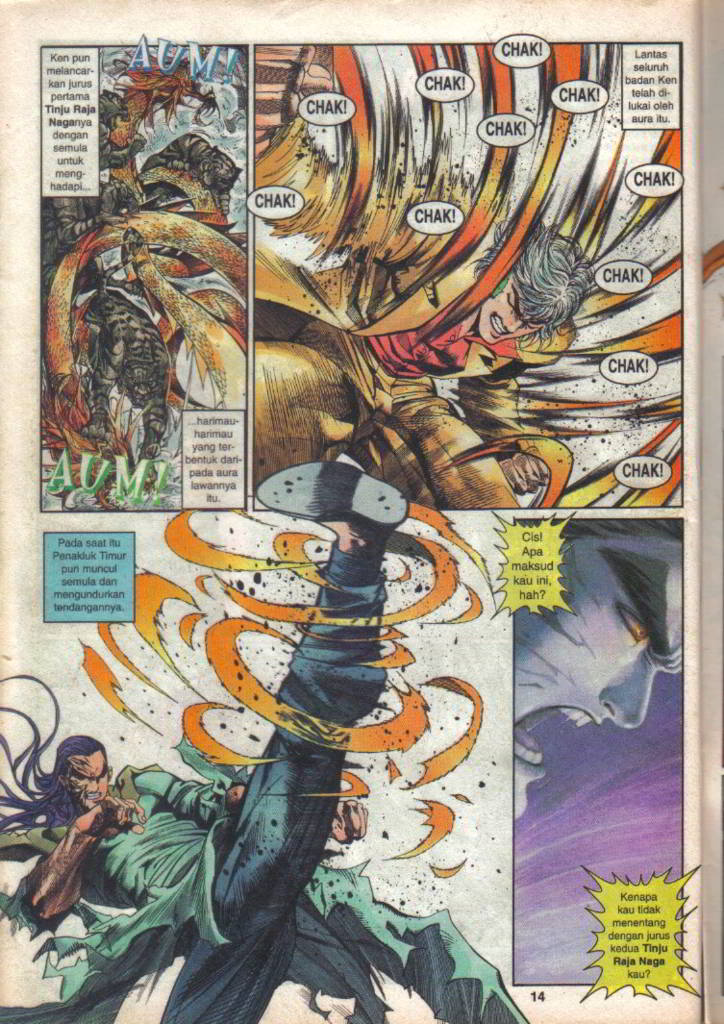 Ken pun
melancar-
kan jurus
pertama
Tinju Raja
Naganya
dengan
semula
untuk
meng-
hadapi...
AUM!
AUM!
...harimau-
harimau
yang ter-
bentuk dari-
pada aura
lawannya
itu.
CHAK!
CHAK!
CHAK!
CHAK!
CHAK!
CHAK!
CHAK!
CHAK!
CHAK!
CHAK!
CHAK!
Lantas
seluruh
badan Ken
telah di-
lukai oleh
aura itu.
Pada saat itu
Penakluk Timur
pun muncul
semula dan
mengundurkan
tendangannya.
Cis!
Apa
maksud
kau ini,
hah?
Kenapa
kau tidak
menentang
dengan jurus
kedua Tinju
Raja Naga
kau?
14